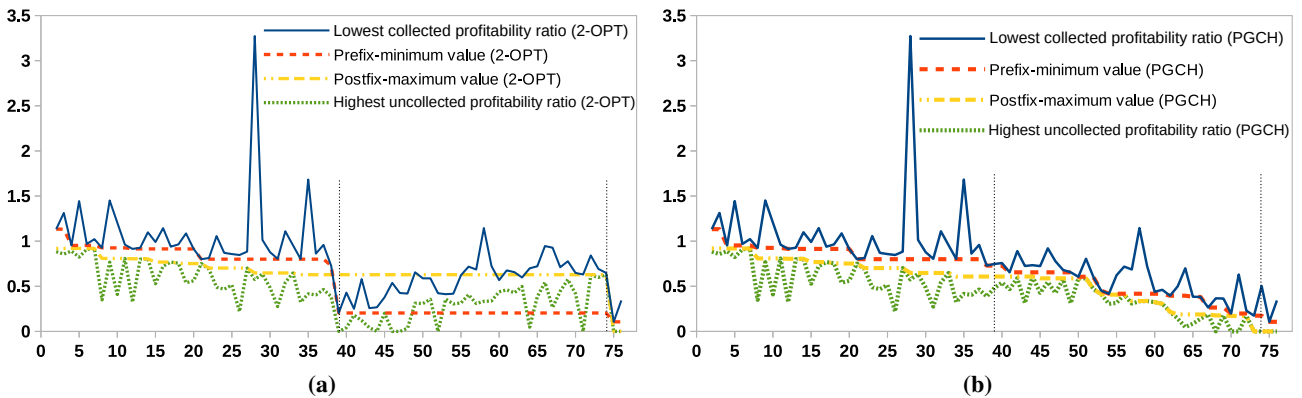 3.5
3
2.5
2
1.5
1
0.5
0
0 5 10 15 20 25 30 35 40 45 50 55 60 65 70 75
Lowest collected profitability ratio (2-OPT)
Prefix-minimum value (2-OPT)
Postfix-maximum value (2-OPT)
Highest uncollected profitability ratio (2-OPT)
(a)
3.5
3
2.5
2
1.5
1
0.5
0
0 5 10 15 20 25 30 35 40 45 50 55 60 65 70 75
Lowest collected profitability ratio (PGCH)
Prefix-minimum value (PGCH)
Postfix-maximum value (PGCH)
Highest uncollected profitability ratio (PGCH)
(b)